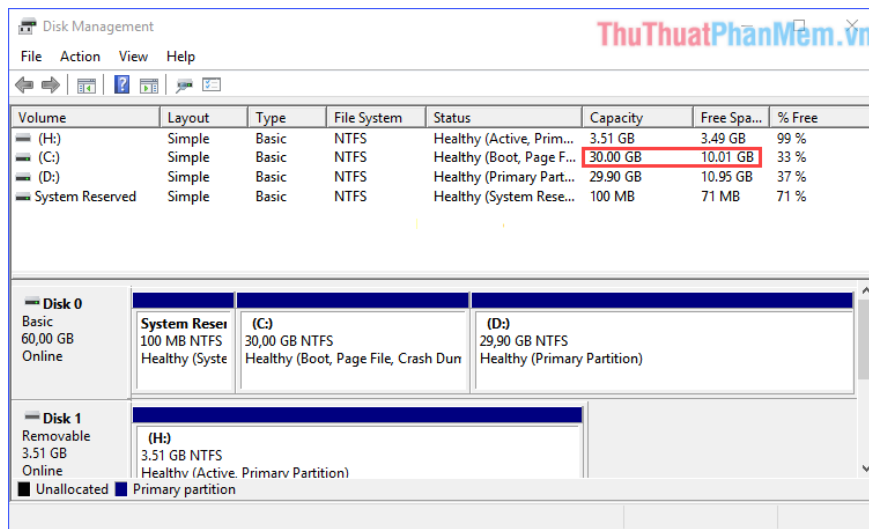 Disk Management
ThuThuatPhanMem.vn
File Action View Help
Volume Layout Type File System Status Capacity Free Spa... % Free
(H:) Simple Basic NTFS Healthy (Active, Prim... 3.51 GB 3.49 GB 99 %
(C:) Simple Basic NTFS Healthy (Boot, Page F... 30.00 GB 10.01 GB 33 %
(D:) Simple Basic NTFS Healthy (Primary Part... 29.90 GB 10.95 GB 37 %
System Reserved Simple Basic NTFS Healthy (System Rese... 100 MB 71 MB 71 %
Disk 0
Basic
60,00 GB
Online
System Reser
100 MB NTFS
Healthy (Syste
(C:)
30,00 GB NTFS
Healthy (Boot, Page File, Crash Dum
(D:)
29,90 GB NTFS
Healthy (Primary Partition)
Disk 1
Removable
3.51 GB
Online
(H:)
3.51 GB NTFS
Healthy (Active, Primary Partition)
Unallocated Primary partition